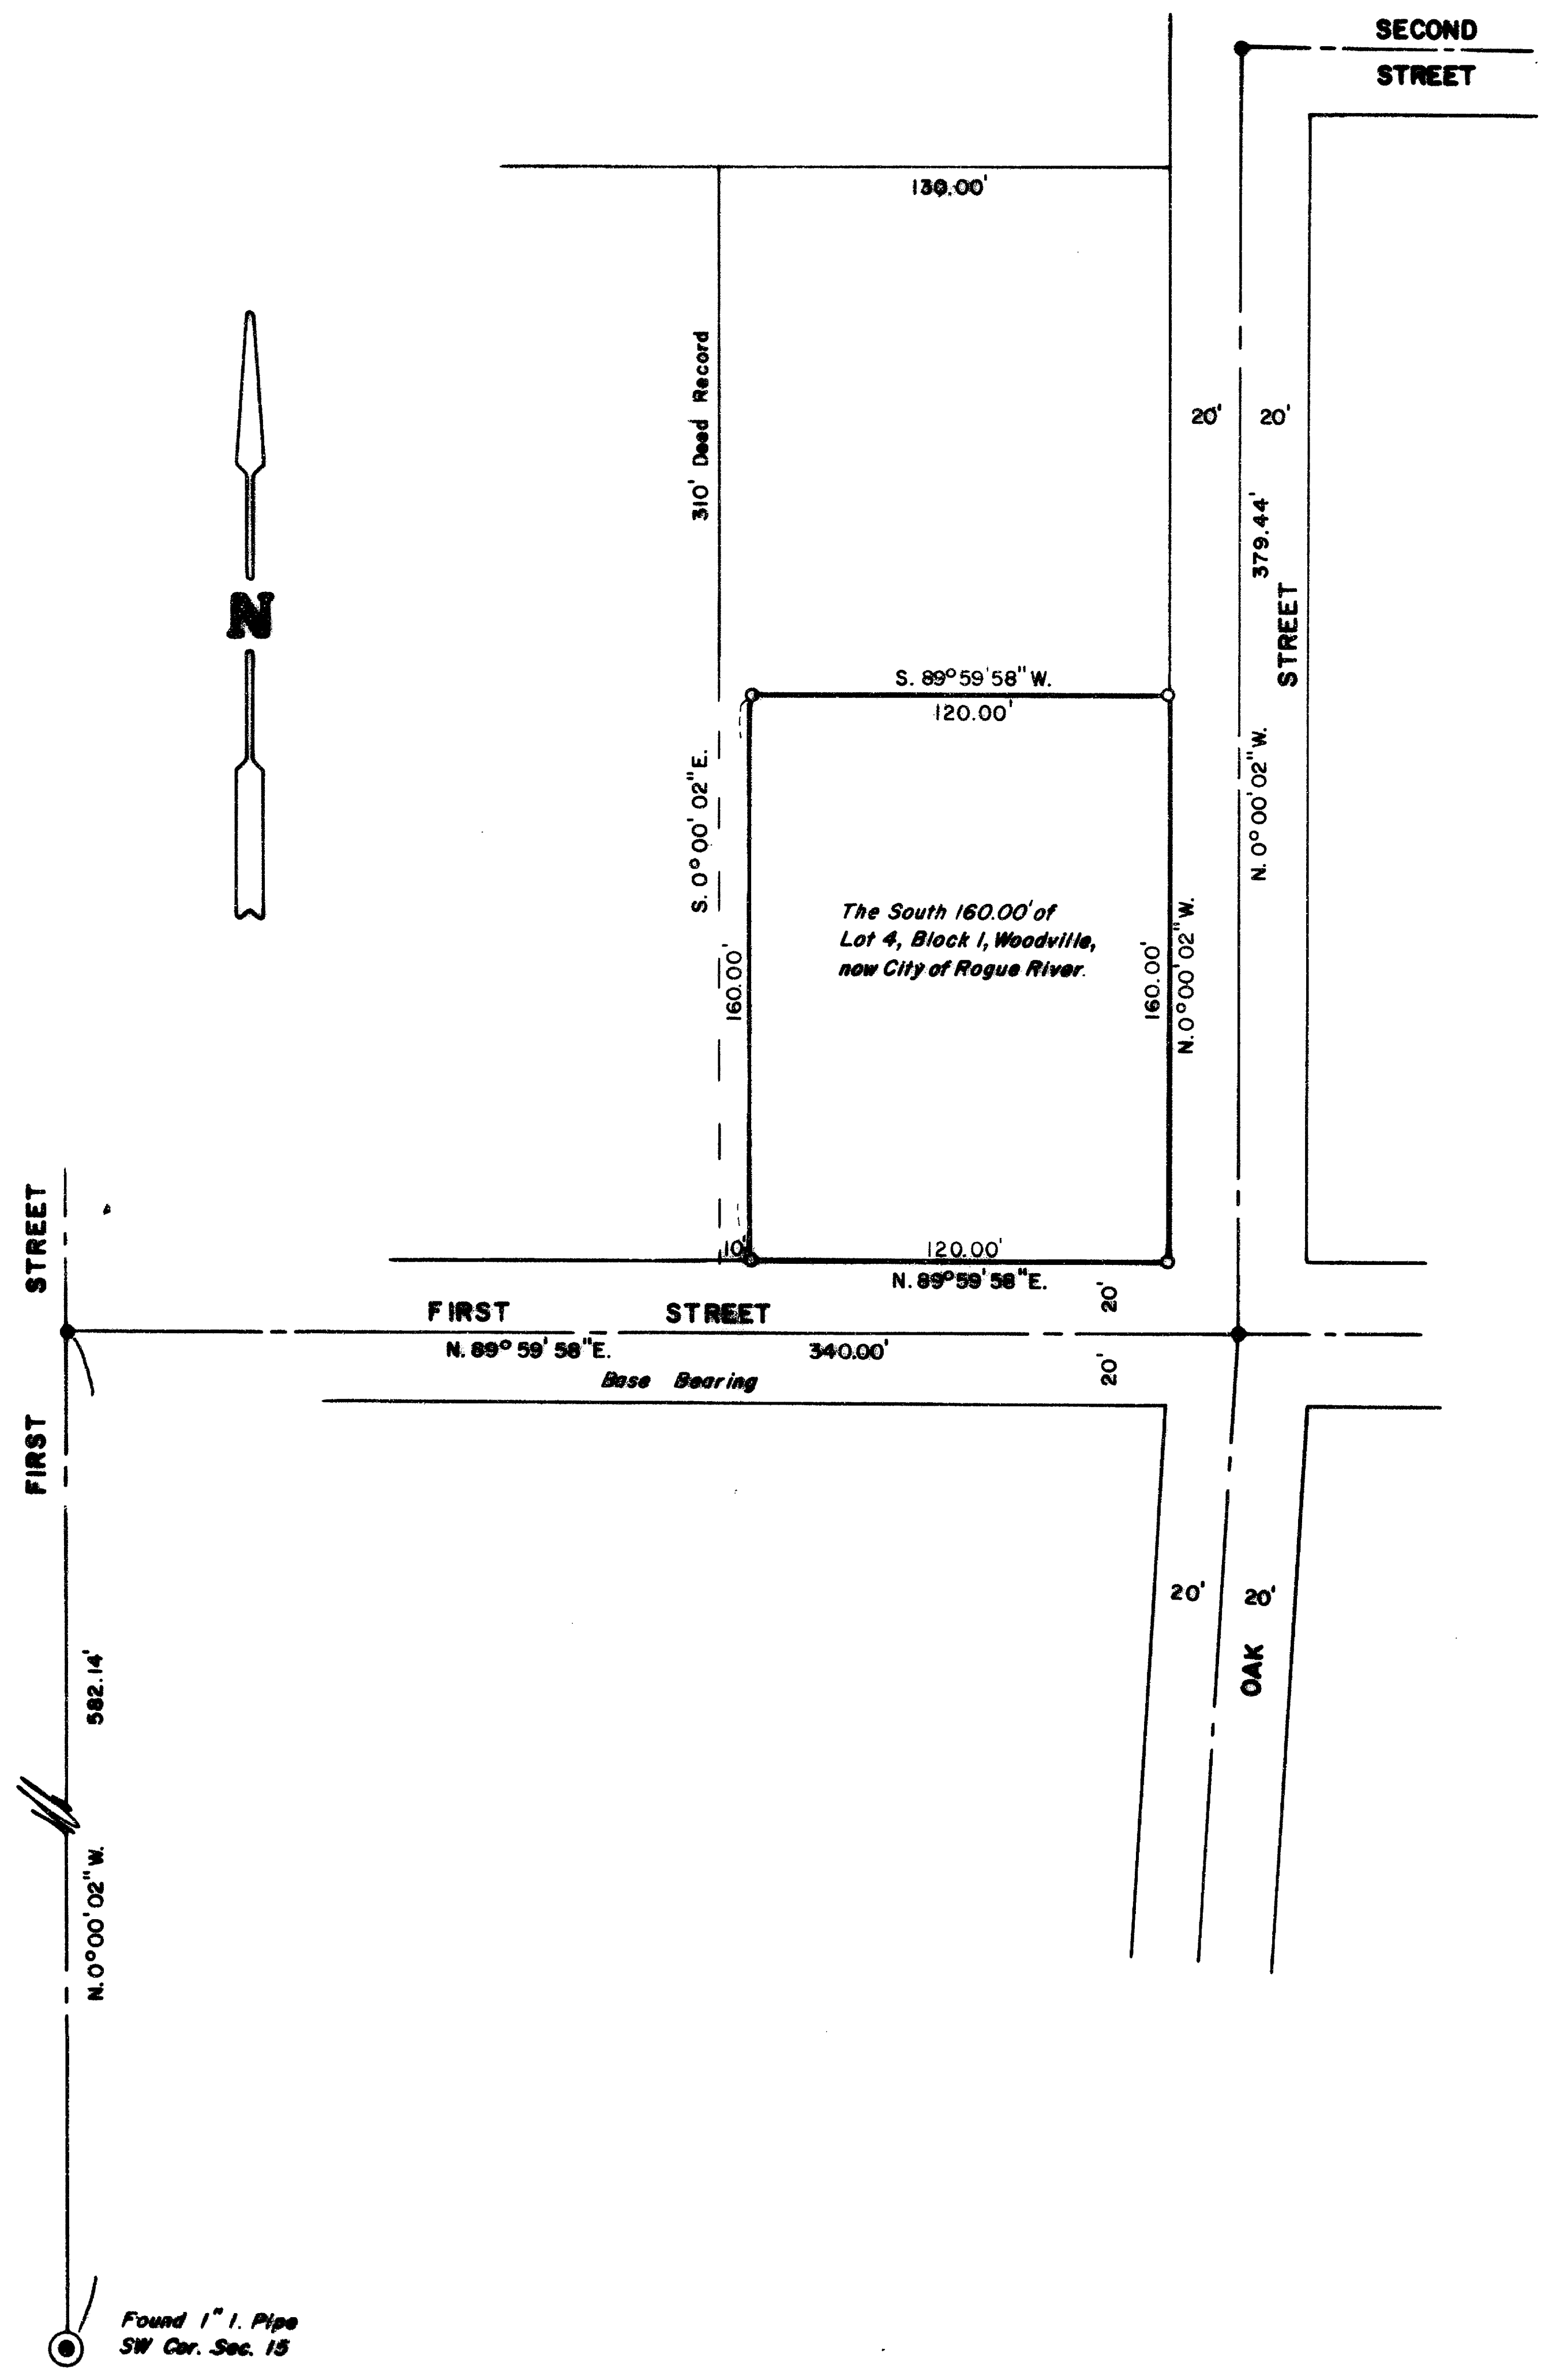 SECOND
STREET
130.00'
310' Deed Record
20'
20'
379.44'
STREET
N
S. 89°59'58" W.
120.00'
S. 0°00'02" E.
N. 0°00'02" W.
The South 160.00' of
Lot 4, Block 1, Woodville,
now City of Rogue River.
160.00'
160.00'
N. 0°00'02" W.
10'
120.00'
N. 89°59'58" E.
20'
FIRST STREET
FIRST STREET
N. 89°59'58" E.
340.00'
Base Bearing
20'
20'
20'
OAK
582.14'
N. 0°00'02" W.
Found 1" I. Pipe
SW Cor. Sec. 15